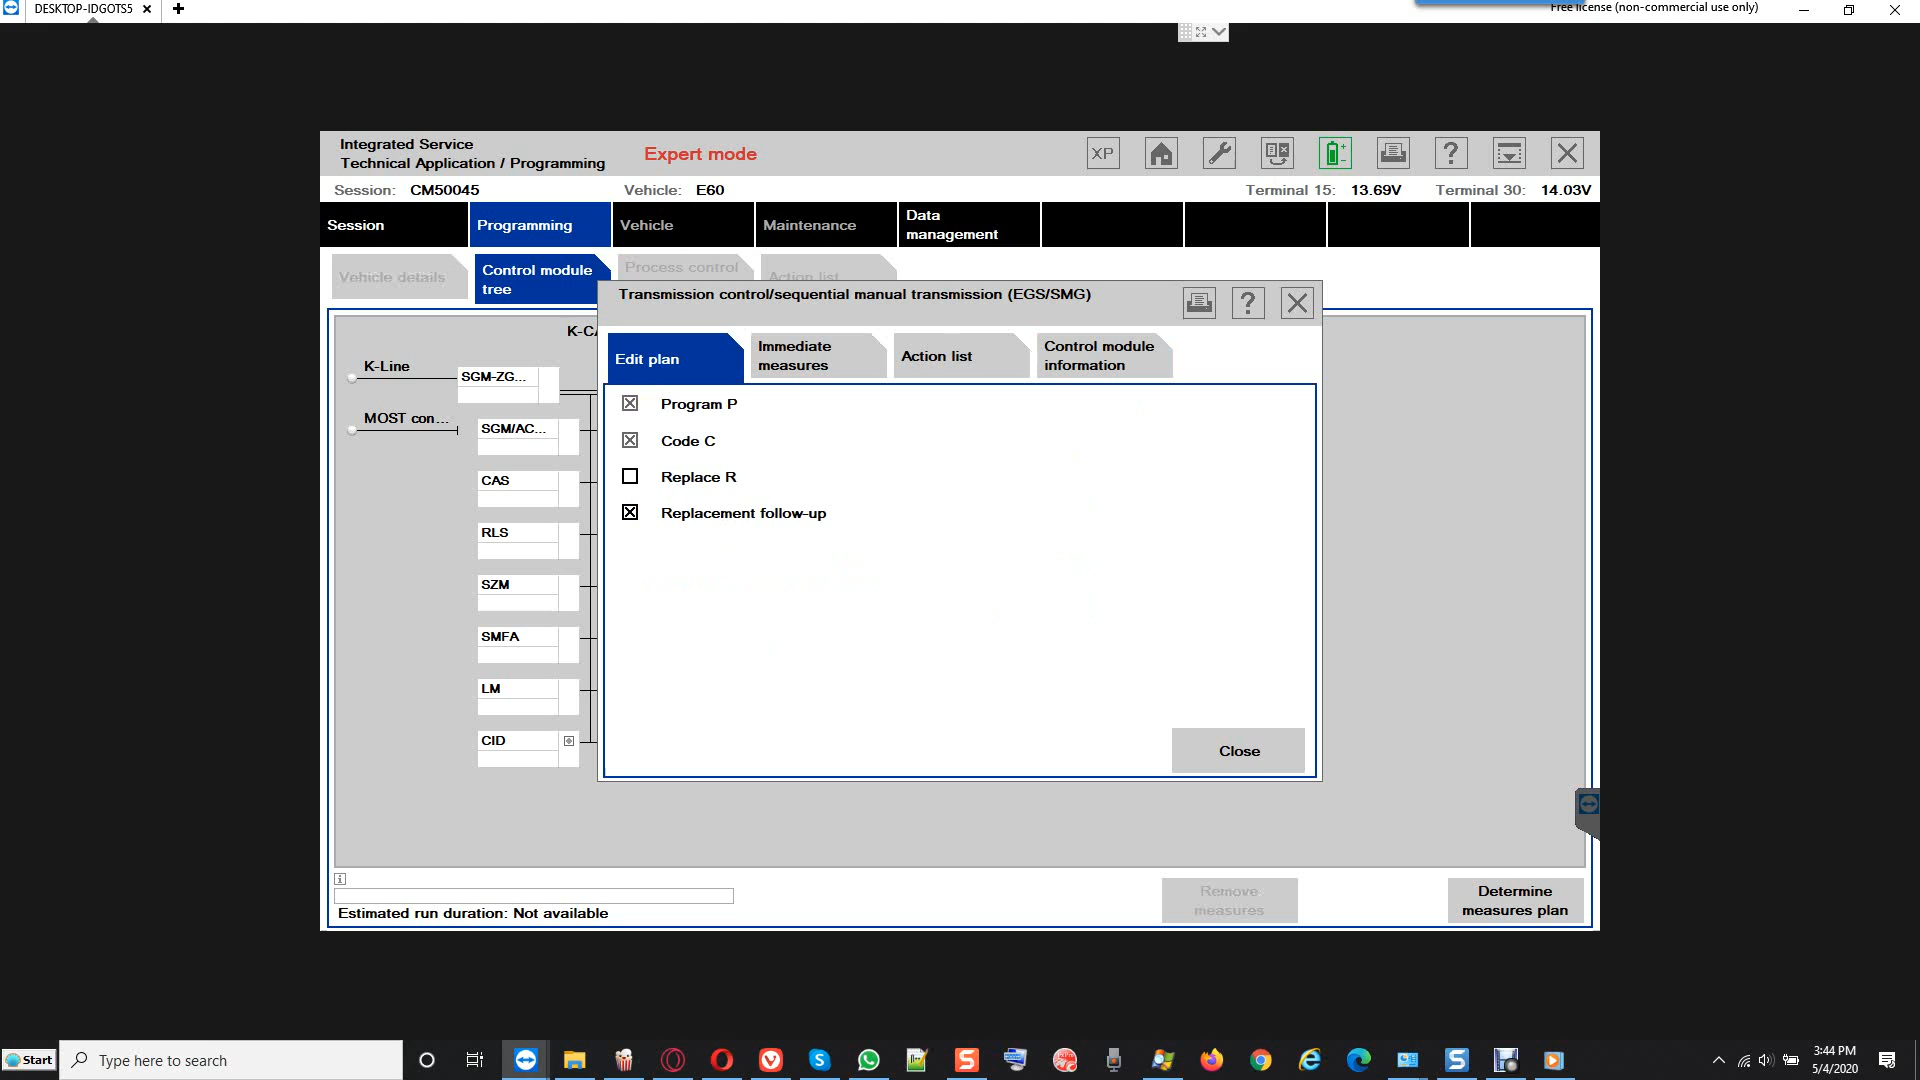 DESKTOP-IDGOTS5
Free license (non-commercial use only)
Integrated Service
Technical Application / Programming
Expert mode
XP
Session: CM50045
Vehicle: E60
Terminal 15: 13.69V
Terminal 30: 14.03V
Session
Programming
Vehicle
Maintenance
Data
management
Vehicle details
Control module
tree
Process control
Action list
K-CA
K-Line
SGM-ZG...
MOST con...
SGM/AC...
CAS
RLS
SZM
SMFA
LM
CID
Transmission control/sequential manual transmission (EGS/SMG)
Edit plan
Immediate
measures
Action list
Control module
information
Program P
Code C
Replace R
Replacement follow-up
Close
Estimated run duration: Not available
Remove
measures
Determine
measures plan
Start
Type here to search
3:44 PM
5/4/2020